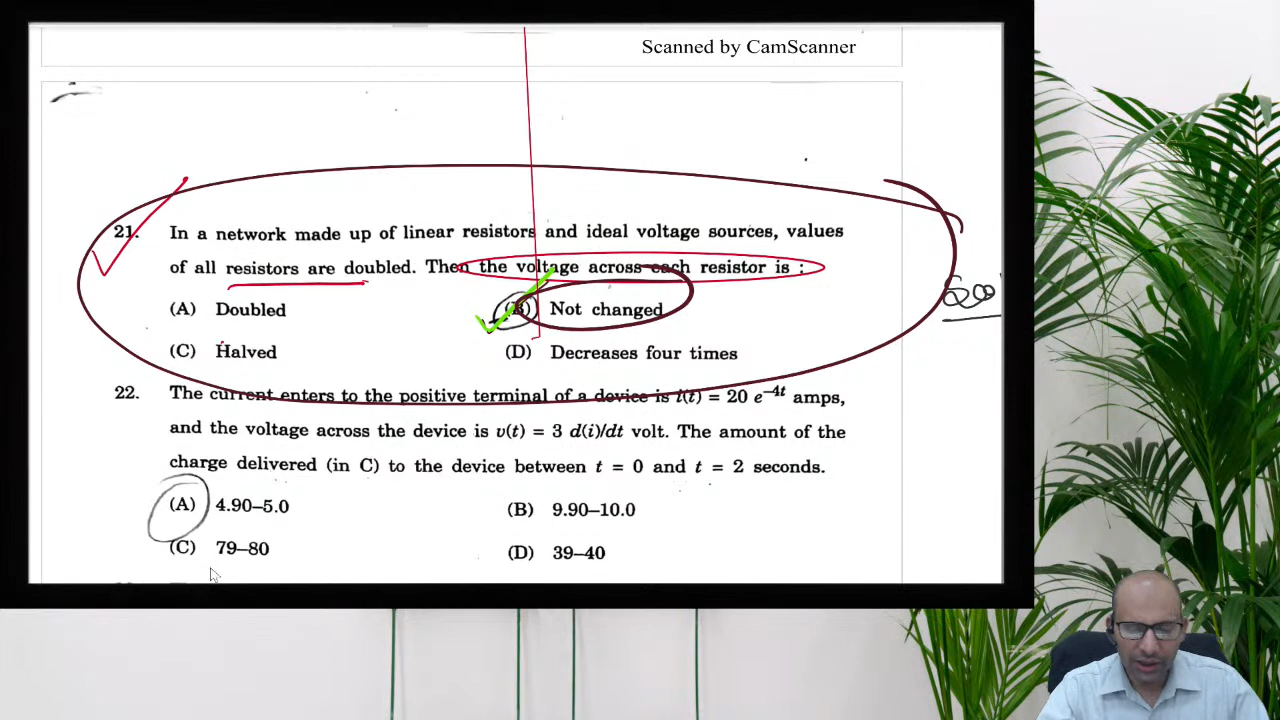 Scanned by CamScanner
21. In a network made up of linear resistors and ideal voltage sources, values
of all resistors are doubled. Then the voltage across each resistor is :
(A) Doubled (B) Not changed
(C) Halved (D) Decreases four times
22. The current enters to the positive terminal of a device is i(t) = 20 e⁻⁴ᵗ amps,
and the voltage across the device is v(t) = 3 d(i)/dt volt. The amount of the
charge delivered (in C) to the device between t = 0 and t = 2 seconds.
(A) 4.90–5.0 (B) 9.90–10.0
(C) 79–80 (D) 39–40